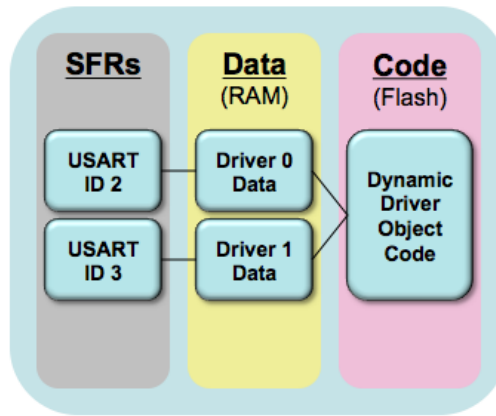 SFRs
Data
(RAM)
Code
(Flash)
USART
ID 2
Driver 0
Data
Dynamic
Driver
Object
Code
USART
ID 3
Driver 1
Data